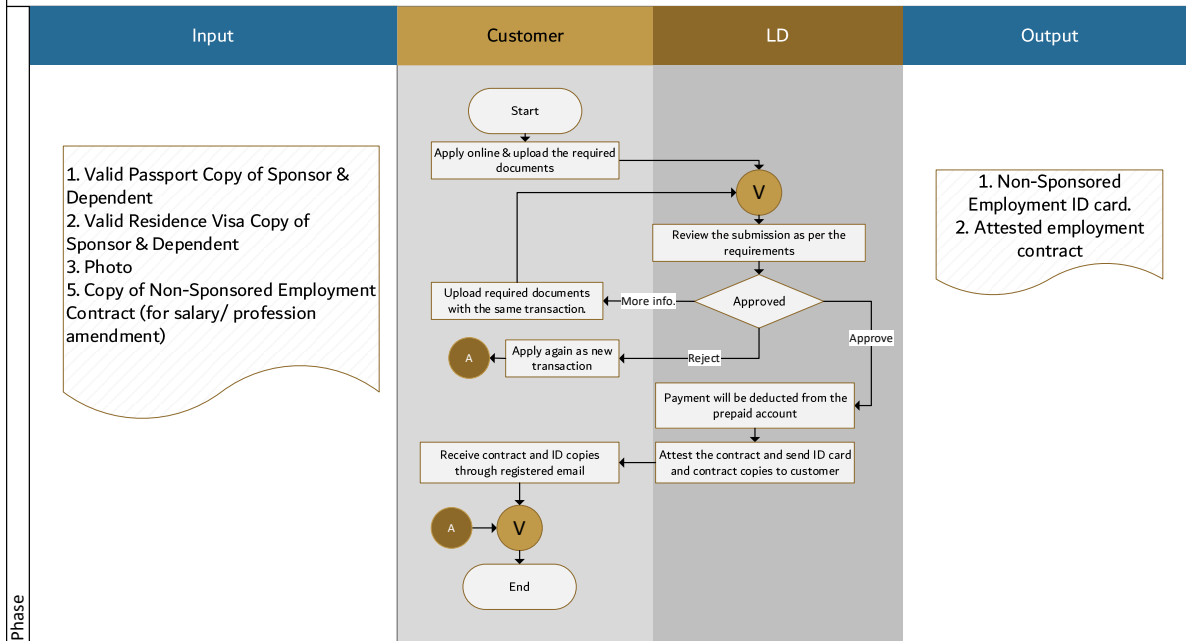 Input
Customer
LD
Output
Start
Apply online & upload the required
documents
1. Valid Passport Copy of Sponsor &
Dependent
2. Valid Residence Visa Copy of
Sponsor & Dependent
3. Photo
5. Copy of Non-Sponsored Employment
Contract (for salary/ profession
amendment)
V
1. Non-Sponsored
Employment ID card.
2. Attested employment
contract
Review the submission as per the
requirements
Upload required documents
with the same transaction.
More info.
Approved
Approve
A
Apply again as new
transaction
Reject
Payment will be deducted from the
prepaid account
Receive contract and ID copies
through registered email
Attest the contract and send ID card
and contract copies to customer
A
V
End
Phase